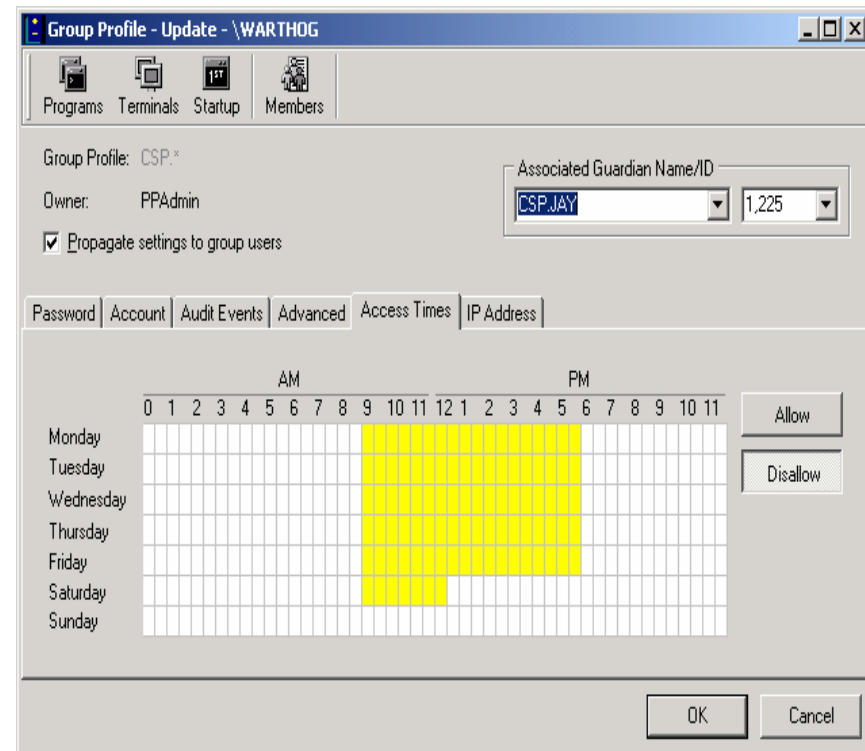 Group Profile - Update - \WARTHOG
Programs Terminals Startup Members
Group Profile: CSP.*
Owner: PPAdmin
Propagate settings to group users
Associated Guardian Name/ID
CSP.JAY 1,225
Password Account Audit Events Advanced Access Times IP Address
AM PM
0 1 2 3 4 5 6 7 8 9 10 11 12 1 2 3 4 5 6 7 8 9 10 11
Monday
Tuesday
Wednesday
Thursday
Friday
Saturday
Sunday
Allow
Disallow
OK Cancel